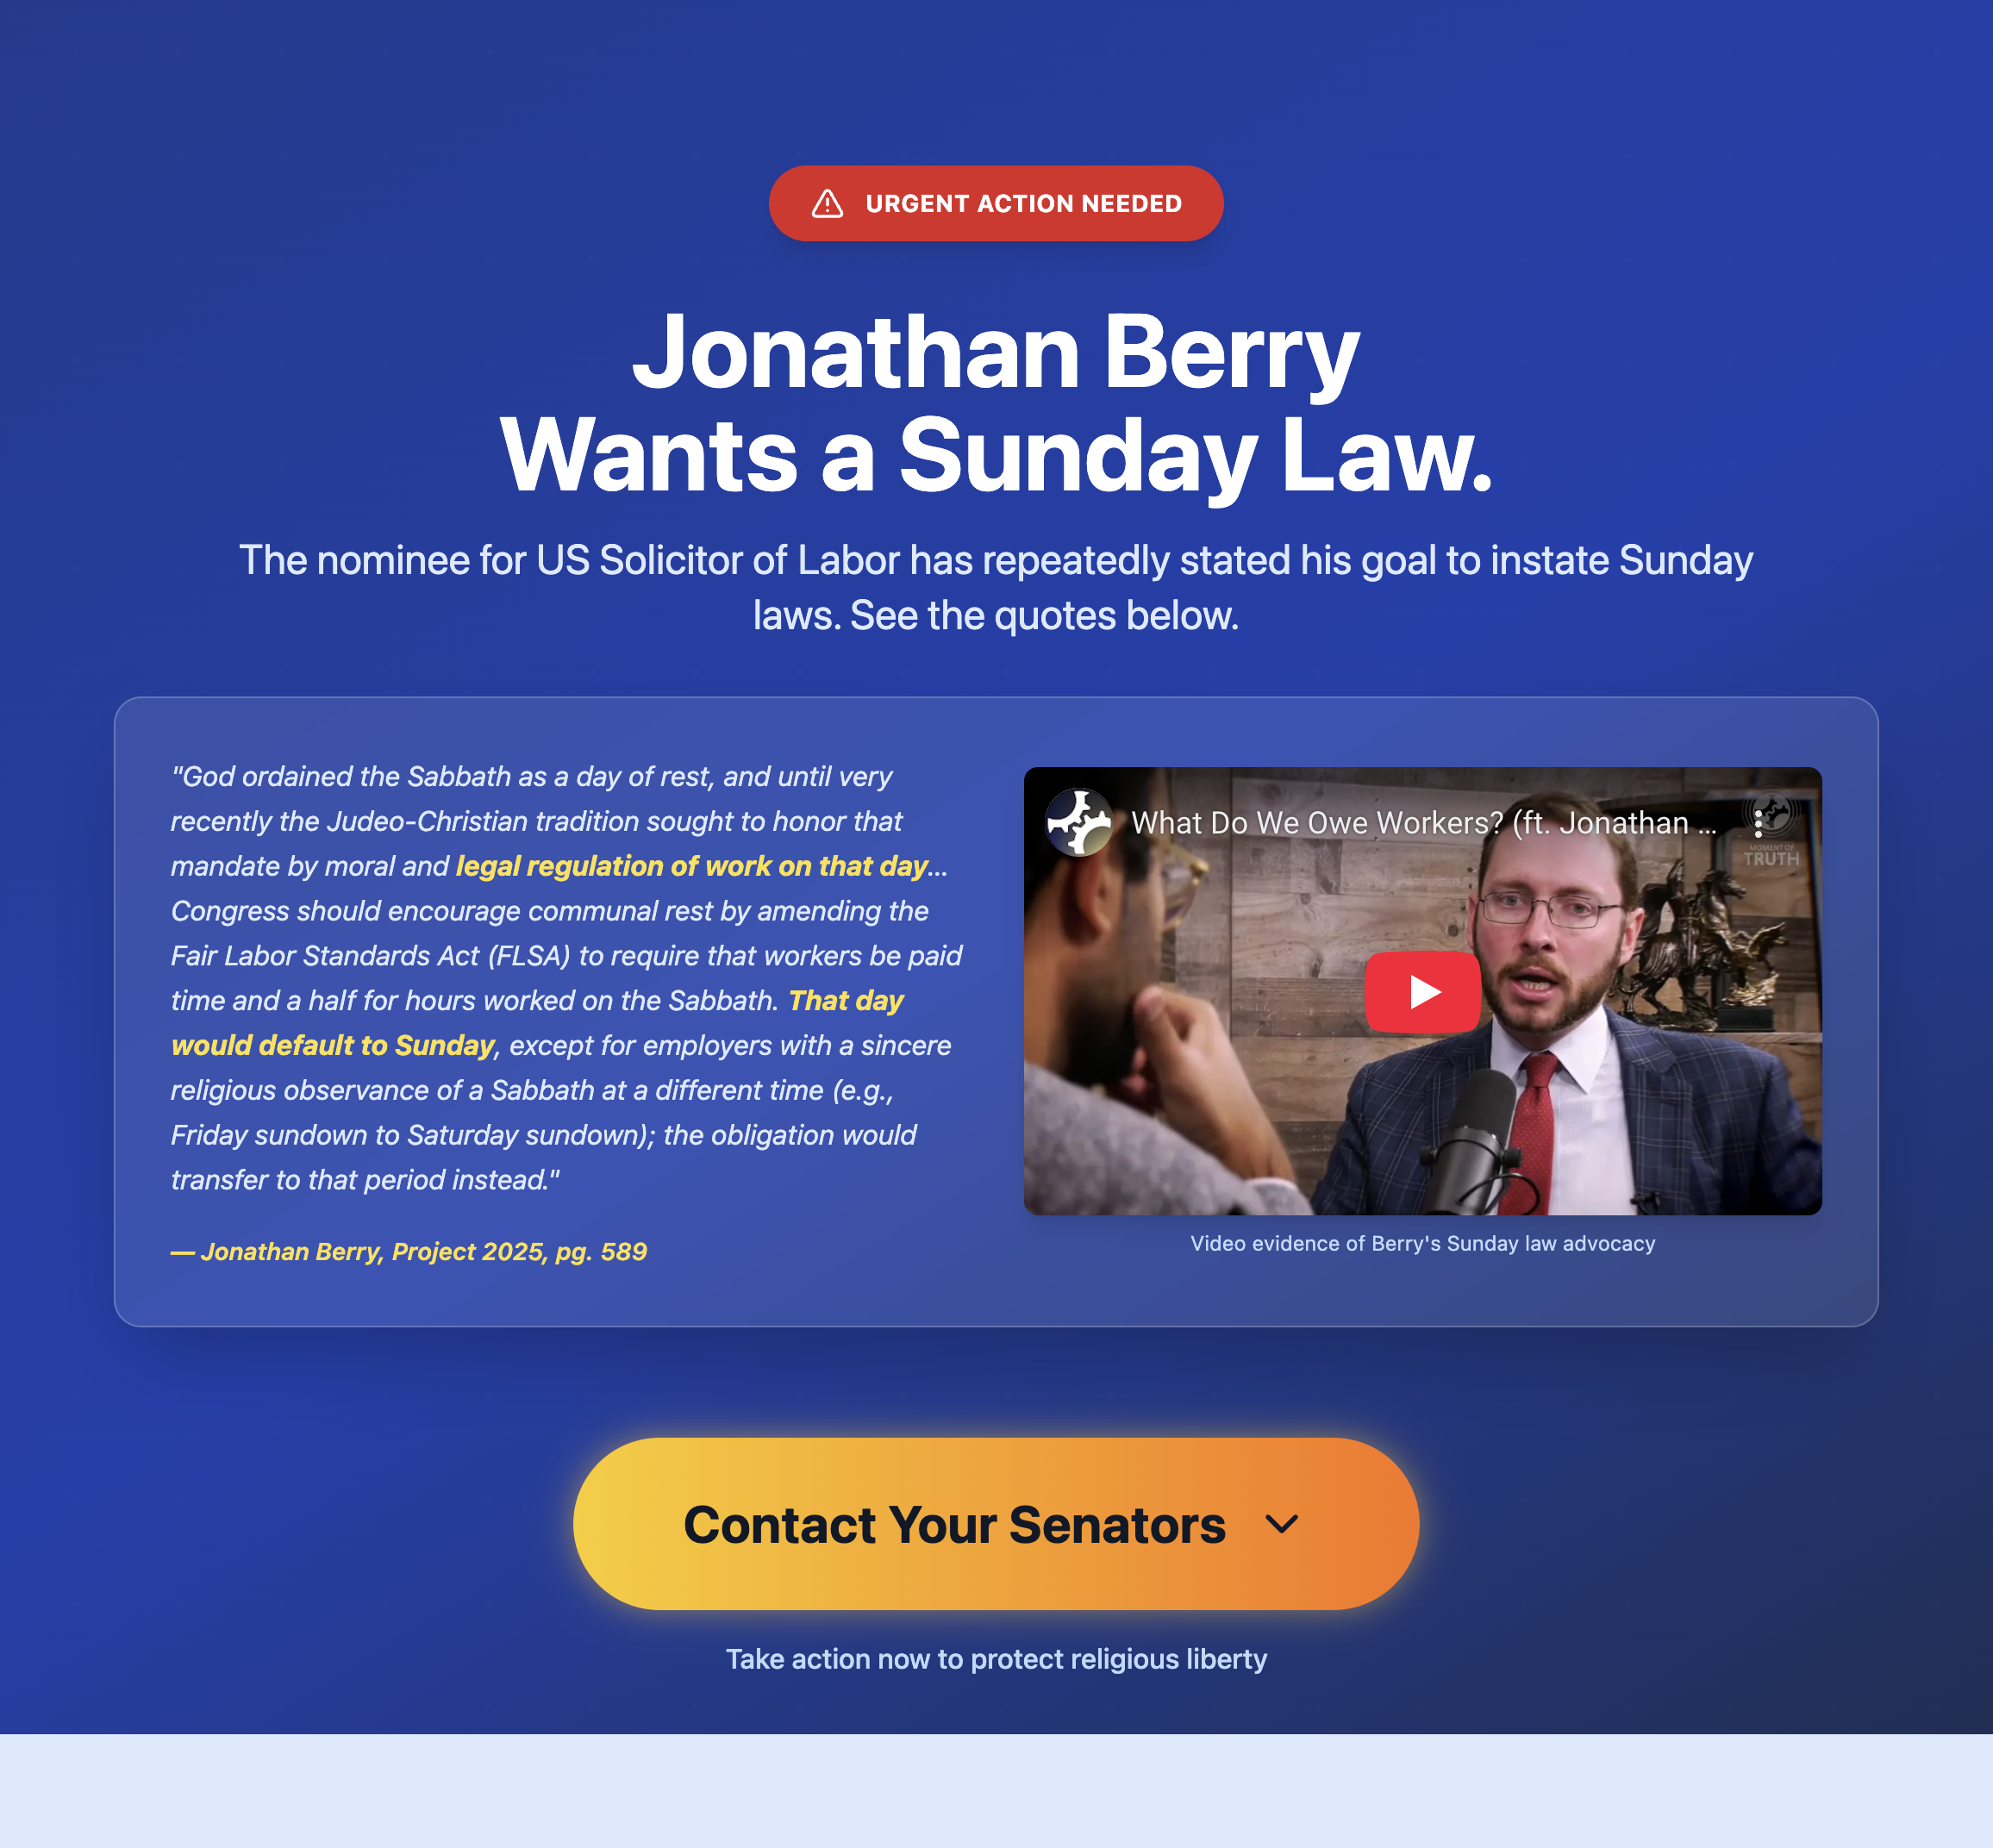 URGENT ACTION NEEDED
Jonathan Berry
Wants a Sunday Law.
The nominee for US Solicitor of Labor has repeatedly stated his goal to instate Sunday
laws. See the quotes below.
"God ordained the Sabbath as a day of rest, and until very
recently the Judeo-Christian tradition sought to honor that
mandate by moral and legal regulation of work on that day...
Congress should encourage communal rest by amending the
Fair Labor Standards Act (FLSA) to require that workers be paid
time and a half for hours worked on the Sabbath. That day
would default to Sunday, except for employers with a sincere
religious observance of a Sabbath at a different time (e.g.,
Friday sundown to Saturday sundown); the obligation would
transfer to that period instead."
— Jonathan Berry, Project 2025, pg. 589
What Do We Owe Workers? (ft. Jonathan ...
MOMENT OF
TRUTH
Video evidence of Berry's Sunday law advocacy
Contact Your Senators
Take action now to protect religious liberty